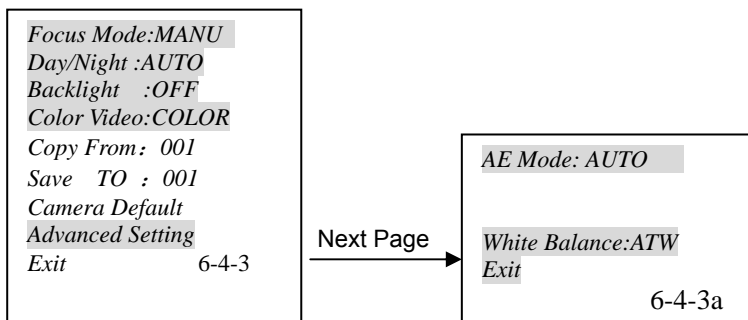 Focus Mode:MANU
Day/Night :AUTO
Backlight :OFF
Color Video:COLOR
Copy From：001
Save TO ：001
Camera Default
Advanced Setting
Exit 6-4-3
Next Page
AE Mode: AUTO
White Balance:ATW
Exit
6-4-3a